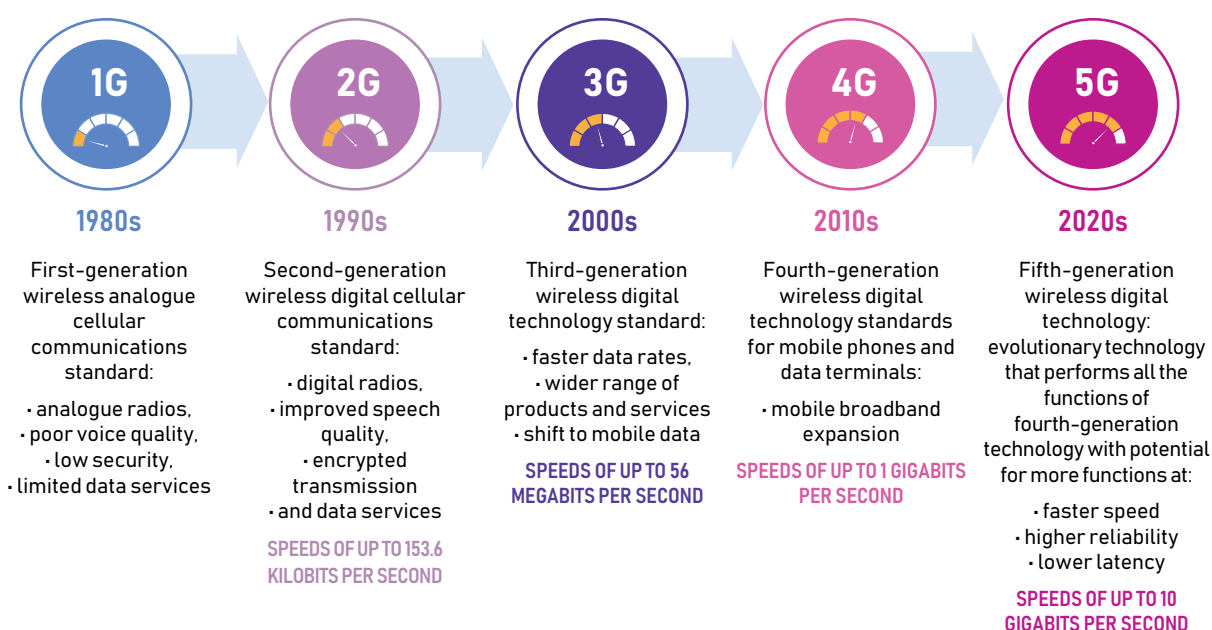 1G
1980s
First-generation
wireless analogue
cellular
communications
standard:
· analogue radios,
· poor voice quality,
· low security,
· limited data services
2G
1990s
Second-generation
wireless digital cellular
communications
standard:
· digital radios,
· improved speech
quality,
· encrypted
transmission
· and data services
SPEEDS OF UP TO 153.6
KILOBITS PER SECOND
3G
2000s
Third-generation
wireless digital
technology standard:
· faster data rates,
· wider range of
products and services
· shift to mobile data
SPEEDS OF UP TO 56
MEGABITS PER SECOND
4G
2010s
Fourth-generation
wireless digital
technology standards
for mobile phones and
data terminals:
· mobile broadband
expansion
SPEEDS OF UP TO 1 GIGABITS
PER SECOND
5G
2020s
Fifth-generation
wireless digital
technology:
evolutionary technology
that performs all the
functions of
fourth-generation
technology with potential
for more functions at:
· faster speed
· higher reliability
· lower latency
SPEEDS OF UP TO 10
GIGABITS PER SECOND